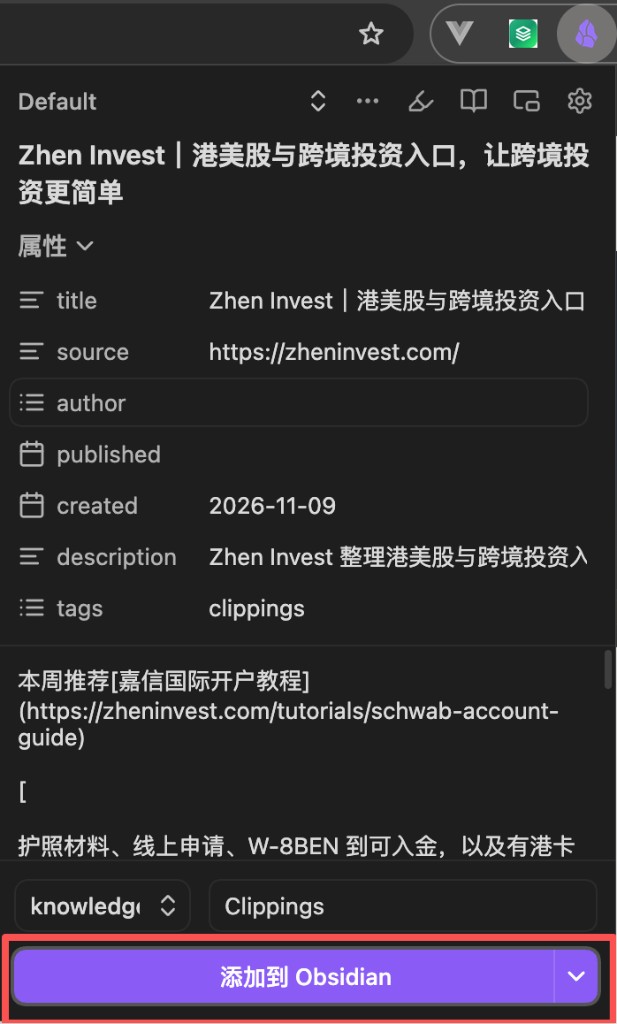 Default
Zhen Invest｜港美股与跨境投资入口，让跨境投
资更简单
属性
title Zhen Invest｜港美股与跨境投资入口
source https://zheninvest.com/
author
published
created 2026-11-09
description Zhen Invest 整理港美股与跨境投资入
tags clippings
本周推荐[嘉信国际开户教程]
(https://zheninvest.com/tutorials/schwab-account-
guide)
[
护照材料、线上申请、W-8BEN 到可入金，以及有港卡
knowledge Clippings
添加到 Obsidian